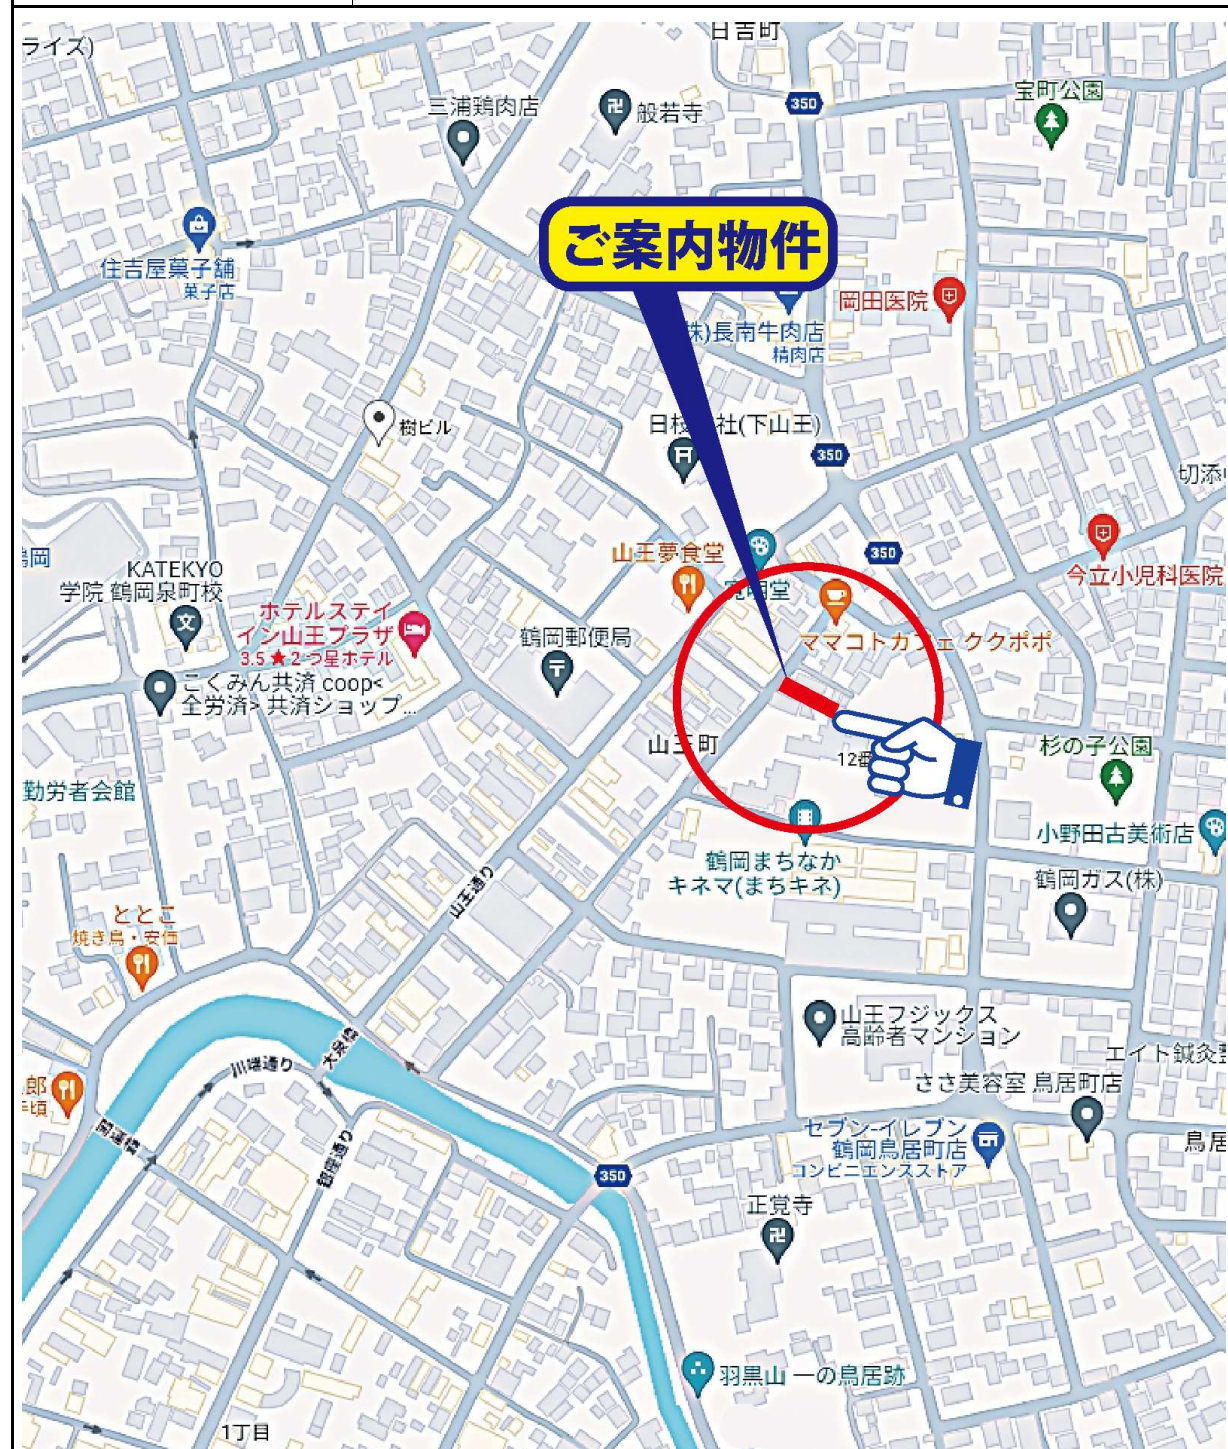 ライズ)
日吉町
三浦鶏肉店
般若寺
350
宝町公園
ご案内物件
住吉屋菓子舗
菓子店
岡田医院
株)長南牛肉店
精肉店
樹ビル
社(下山王)
350
切添
鶴岡
KATEKYO
学院 鶴岡泉町校
山王夢食堂
350
今立小児科医院
ホテルステイ
イン山王プラザ
3.5★2つ星ホテル
鶴岡郵便局
ママコトカフェ ククポポ
こくみん共済 coop<
全労済> 共済ショップ...
山王町
12番
杉の子公園
勤労者会館
鶴岡まちなか
キネマ(まちキネ)
小野田古美術店
鶴岡ガス(株)
山王通り
ととこ
焼き鳥・安価
山王フジックス
高齢者マンション
大泉橋
川端通り
エイト鍼灸整
郎
手頃
ささ美容室 鳥居町店
セブン-イレブン
鶴岡鳥居町店
コンビニエンスストア
鳥居
銀座通り
350
正覚寺
羽黒山 一の鳥居跡
1丁目